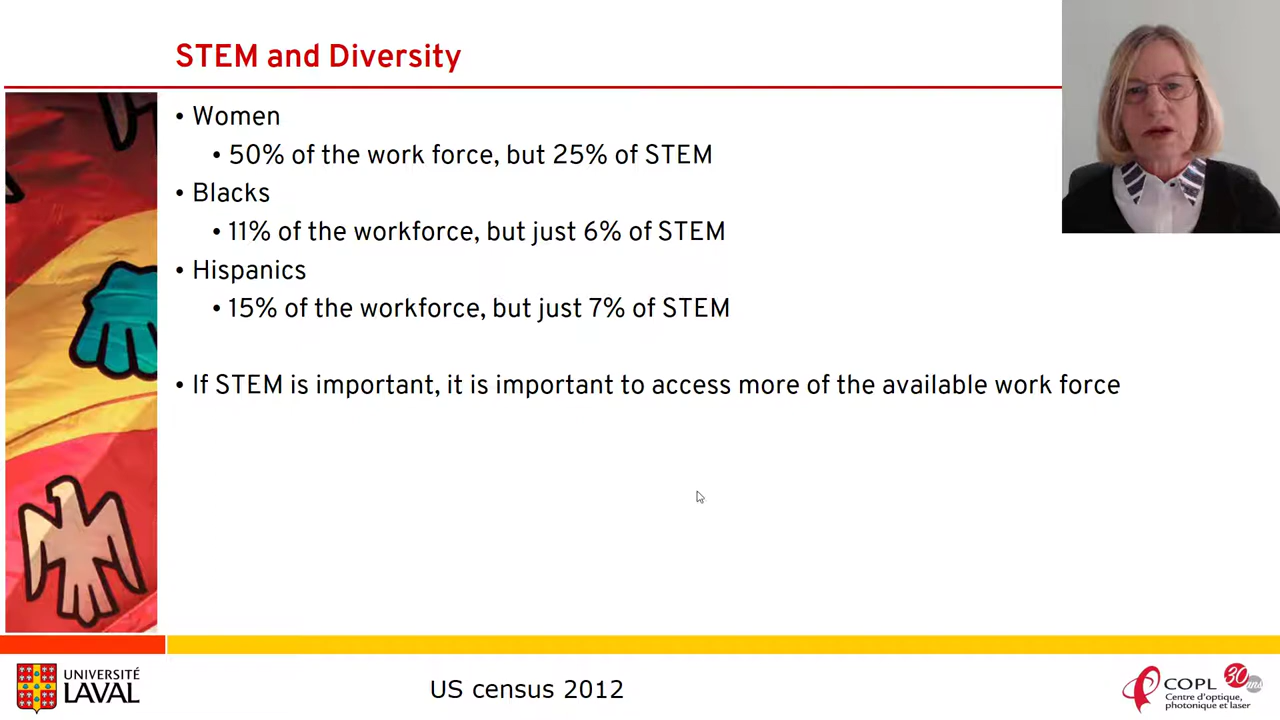 STEM and Diversity
• Women
• 50% of the work force, but 25% of STEM
• Blacks
• 11% of the workforce, but just 6% of STEM
• Hispanics
• 15% of the workforce, but just 7% of STEM
• If STEM is important, it is important to access more of the available work force
UNIVERSITÉ
LAVAL
US census 2012
COPL
30 ans
Centre d'optique,
photonique et laser